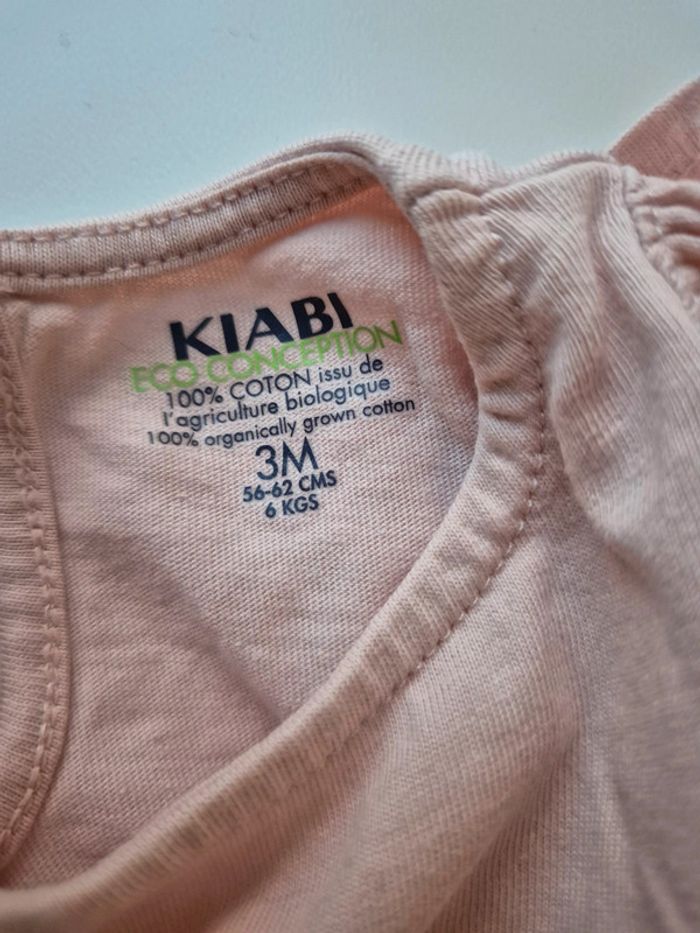 KIABI
ECO CONCEPTION
100% COTON issu de
l'agriculture biologique
100% organically grown cotton
3M
56-62 CMS
6 KGS